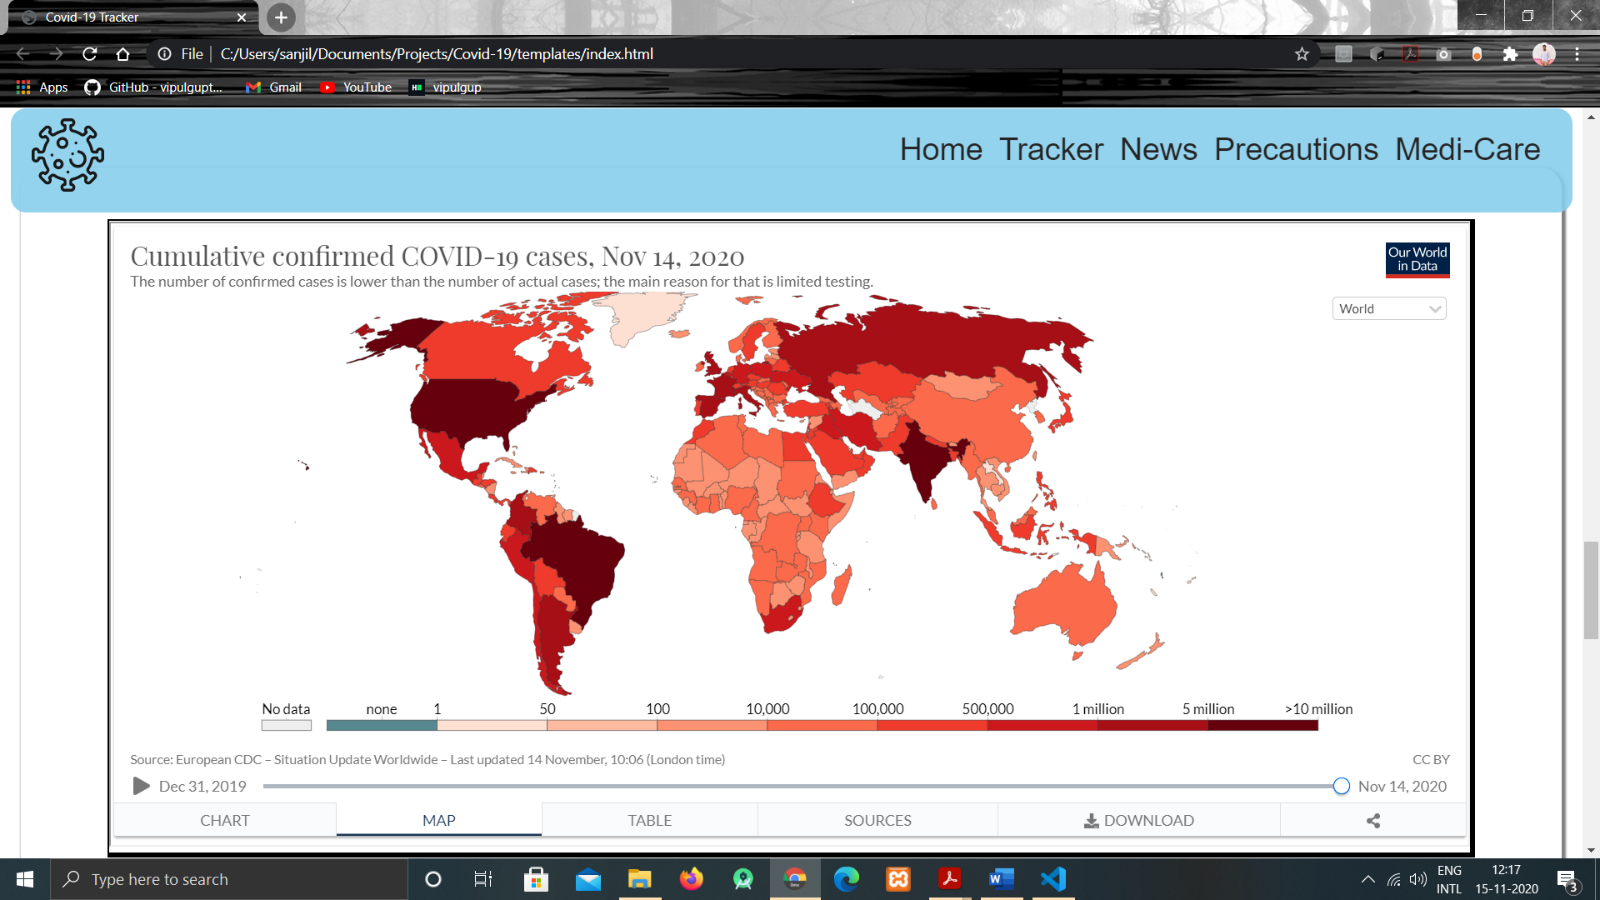 Covid-19 Tracker
File
C:/Users/sanjil/Documents/Projects/Covid-19/templates/index.html
Apps
GitHub - vipulgupt...
Gmail
YouTube
vipulgup
Home Tracker News Precautions Medi-Care
Cumulative confirmed COVID-19 cases, Nov 14, 2020
The number of confirmed cases is lower than the number of actual cases; the main reason for that is limited testing.
Our World
in Data
World
No data none 1 50 100 10,000 100,000 500,000 1 million 5 million >10 million
Source: European CDC – Situation Update Worldwide – Last updated 14 November, 10:06 (London time)
CC BY
Dec 31, 2019
Nov 14, 2020
CHART MAP TABLE SOURCES DOWNLOAD
Type here to search
ENG
INTL
12:17
15-11-2020
3